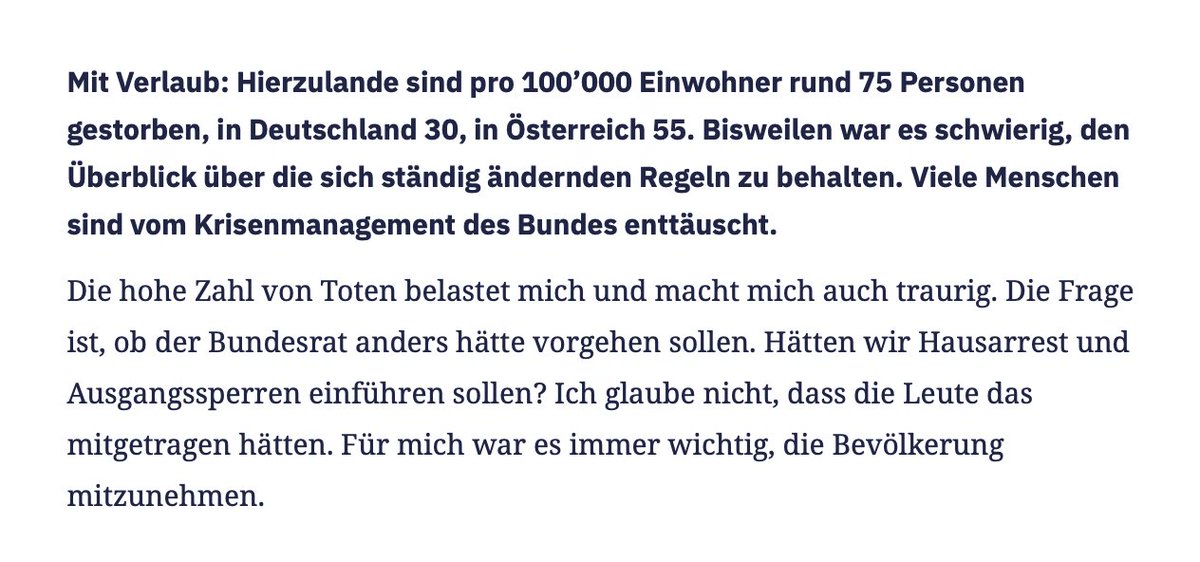 Mit Verlaub: Hierzulande sind pro 100’000 Einwohner rund 75 Personen
gestorben, in Deutschland 30, in Österreich 55. Bisweilen war es schwierig, den
Überblick über die sich ständig ändernden Regeln zu behalten. Viele Menschen
sind vom Krisenmanagement des Bundes enttäuscht.
Die hohe Zahl von Toten belastet mich und macht mich auch traurig. Die Frage
ist, ob der Bundesrat anders hätte vorgehen sollen. Hätten wir Hausarrest und
Ausgangssperren einführen sollen? Ich glaube nicht, dass die Leute das
mitgetragen hätten. Für mich war es immer wichtig, die Bevölkerung
mitzunehmen.